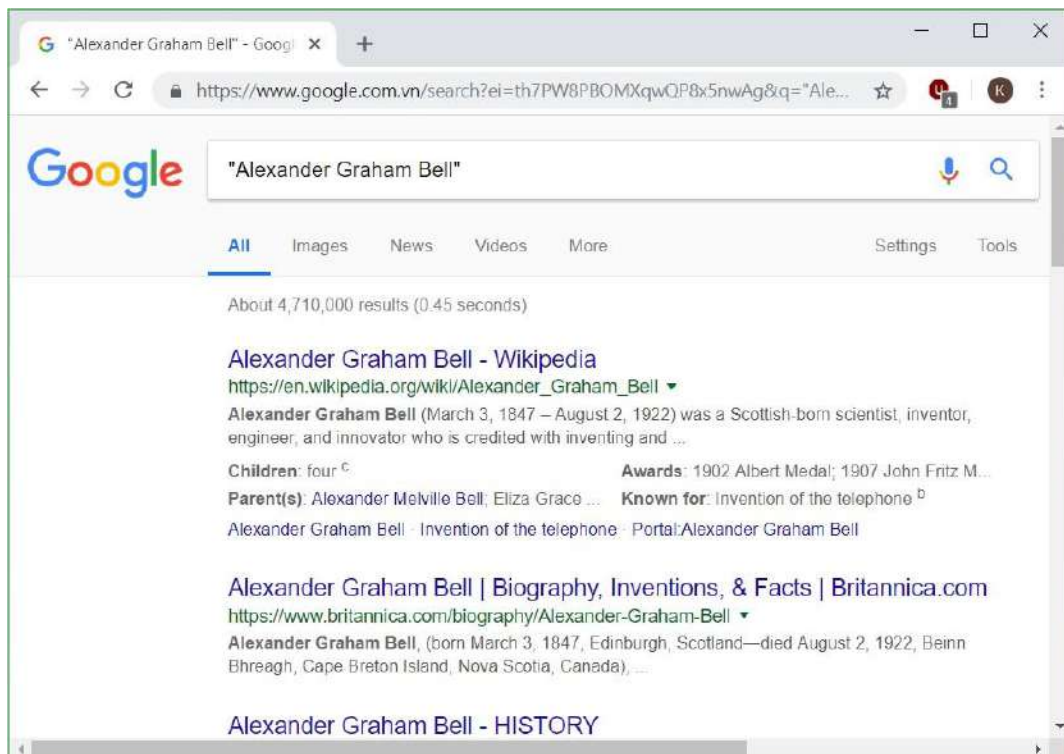 "Alexander Graham Bell" - Googl
https://www.google.com.vn/search?ei=th7PW8PBOMXqwQP8x5nwAg&q="Ale...
4
K
Google
"Alexander Graham Bell"
All Images News Videos More Settings Tools
About 4,710,000 results (0.45 seconds)
Alexander Graham Bell - Wikipedia
https://en.wikipedia.org/wiki/Alexander_Graham_Bell
Alexander Graham Bell (March 3, 1847 – August 2, 1922) was a Scottish-born scientist, inventor,
engineer, and innovator who is credited with inventing and ...
Children: four c Awards: 1902 Albert Medal; 1907 John Fritz M...
Parent(s): Alexander Melville Bell; Eliza Grace ... Known for: Invention of the telephone b
Alexander Graham Bell · Invention of the telephone · Portal:Alexander Graham Bell
Alexander Graham Bell | Biography, Inventions, & Facts | Britannica.com
https://www.britannica.com/biography/Alexander-Graham-Bell
Alexander Graham Bell, (born March 3, 1847, Edinburgh, Scotland—died August 2, 1922, Beinn
Bhreagh, Cape Breton Island, Nova Scotia, Canada), ...
Alexander Graham Bell - HISTORY